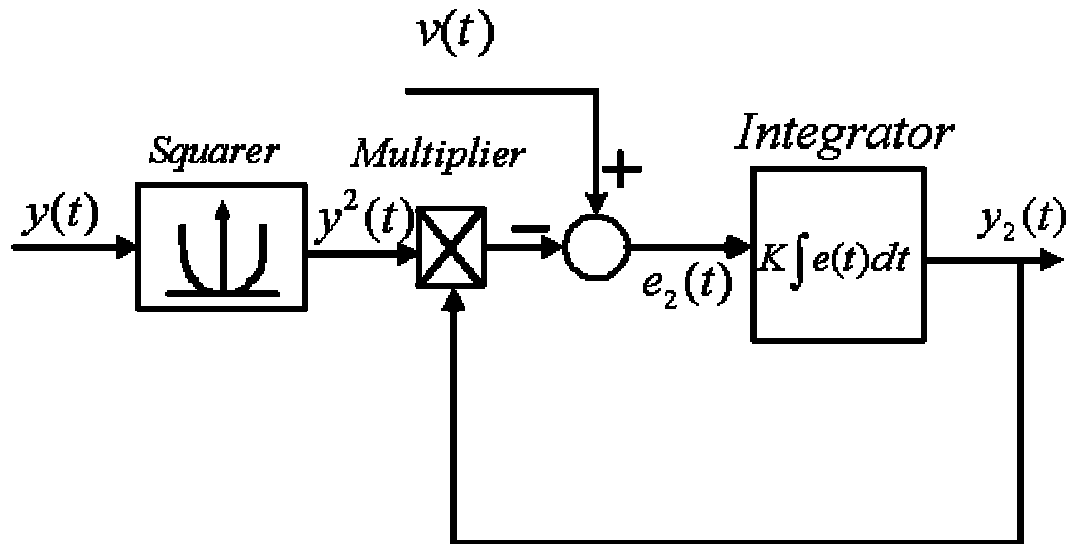 v(t)
Squarer
Multiplier
Integrator
+
y(t)
y²(t)
−
e₂(t)
K∫e(t)dt
y₂(t)